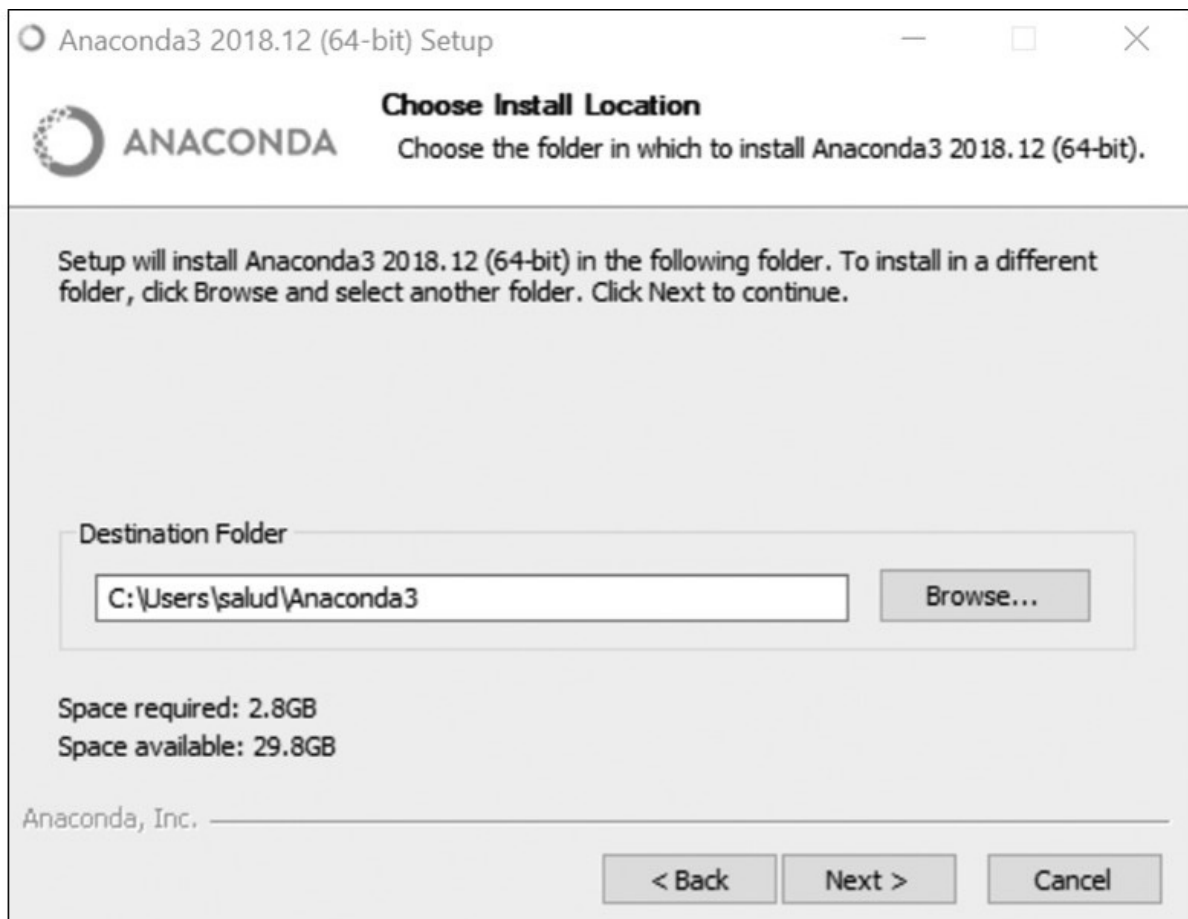 Anaconda3 2018.12 (64-bit) Setup
ANACONDA
Choose Install Location
Choose the folder in which to install Anaconda3 2018.12 (64-bit).
Setup will install Anaconda3 2018.12 (64-bit) in the following folder. To install in a different
folder, click Browse and select another folder. Click Next to continue.
Destination Folder
C:\Users\salud\Anaconda3
Browse...
Space required: 2.8GB
Space available: 29.8GB
Anaconda, Inc.
< Back Next > Cancel